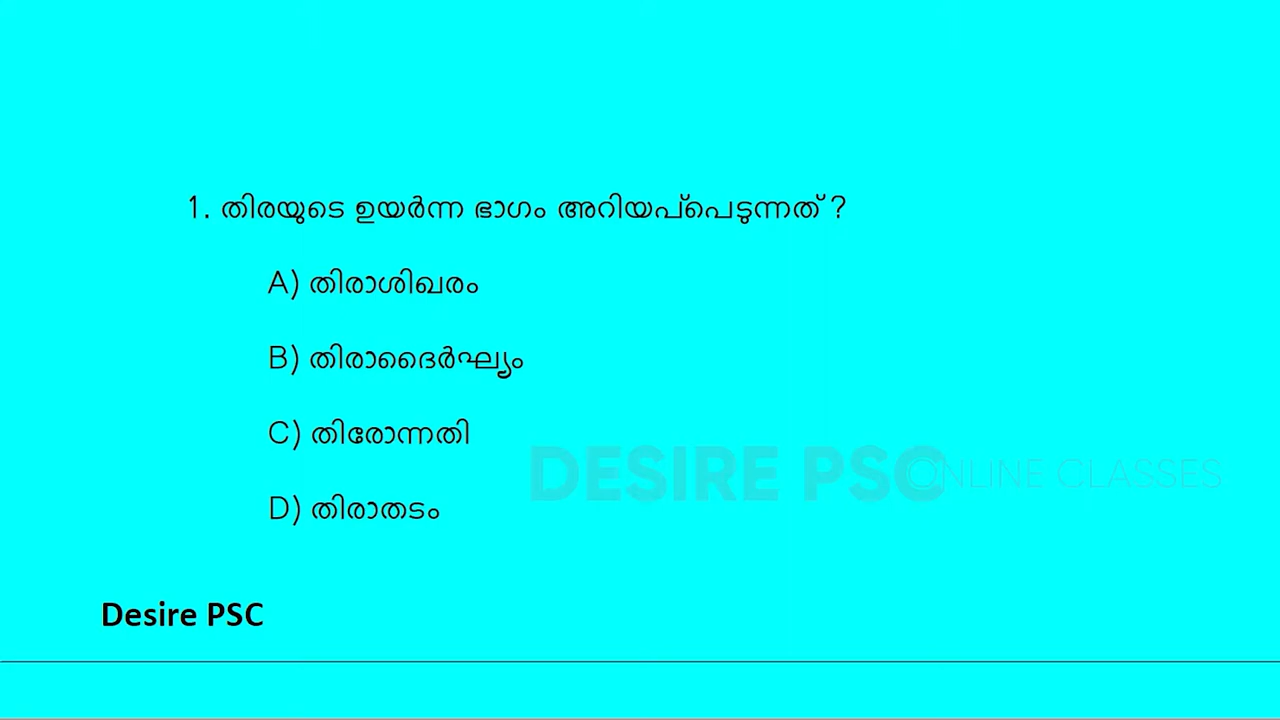 1. തിരയുടെ ഉയർന്ന ഭാഗം അറിയപ്പെടുന്നത് ?
A) തിരാശിഖരം
B) തിരാദൈർഘ്യം
C) തിരോന്നതി
DESIRE PSC ONLINE CLASSES
D) തിരാതടം
Desire PSC